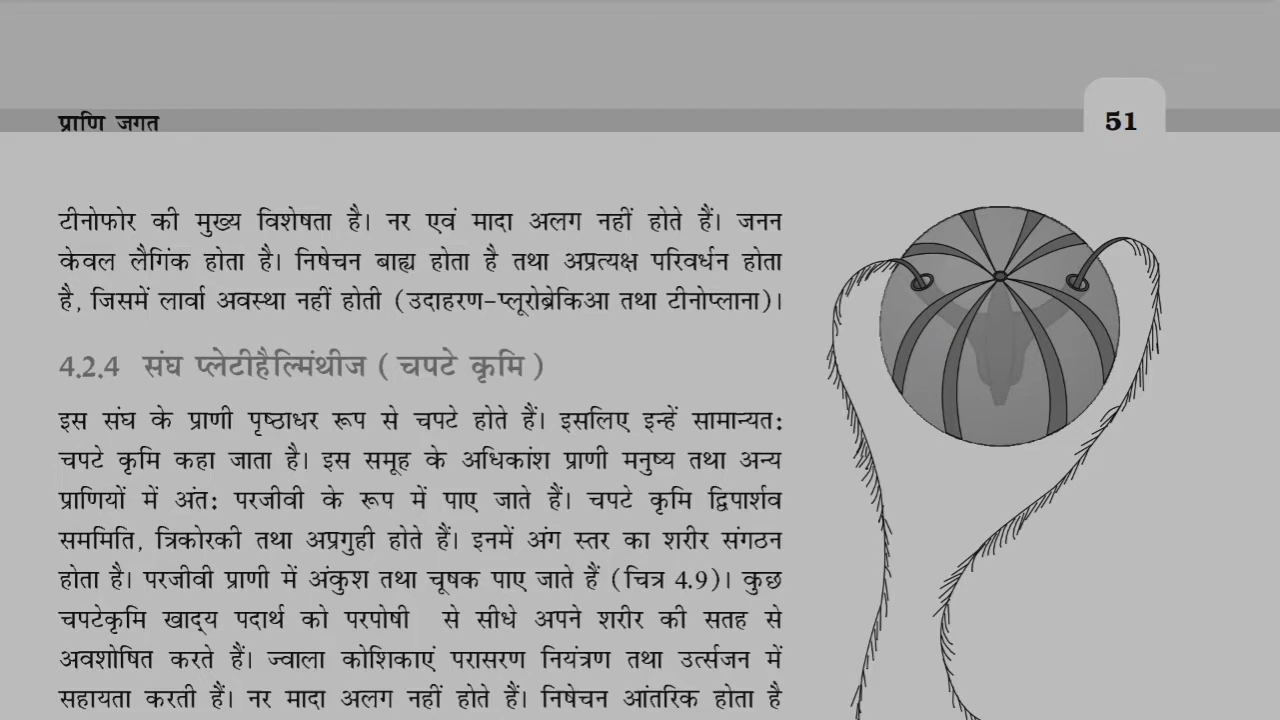 प्राणि जगत
51
टीनोफोर की मुख्य विशेषता है। नर एवं मादा अलग नहीं होते हैं। जनन
केवल लैगिंक होता है। निषेचन बाह्य होता है तथा अप्रत्यक्ष परिवर्धन होता
है, जिसमें लार्वा अवस्था नहीं होती (उदाहरण-प्लूरोब्रेकिआ तथा टीनोप्लाना)।
4.2.4 संघ प्लेटीहैल्मिंथीज ( चपटे कृमि )
इस संघ के प्राणी पृष्ठाधर रूप से चपटे होते हैं। इसलिए इन्हें सामान्यत:
चपटे कृमि कहा जाता है। इस समूह के अधिकांश प्राणी मनुष्य तथा अन्य
प्राणियों में अंत: परजीवी के रूप में पाए जाते हैं। चपटे कृमि द्विपार्शव
सममिति, त्रिकोरकी तथा अप्रगुही होते हैं। इनमें अंग स्तर का शरीर संगठन
होता है। परजीवी प्राणी में अंकुश तथा चूषक पाए जाते हैं (चित्र 4.9)। कुछ
चपटेकृमि खाद्य पदार्थ को परपोषी से सीधे अपने शरीर की सतह से
अवशोषित करते हैं। ज्वाला कोशिकाएं परासरण नियंत्रण तथा उर्त्सजन में
सहायता करती हैं। नर मादा अलग नहीं होते हैं। निषेचन आंतरिक होता है